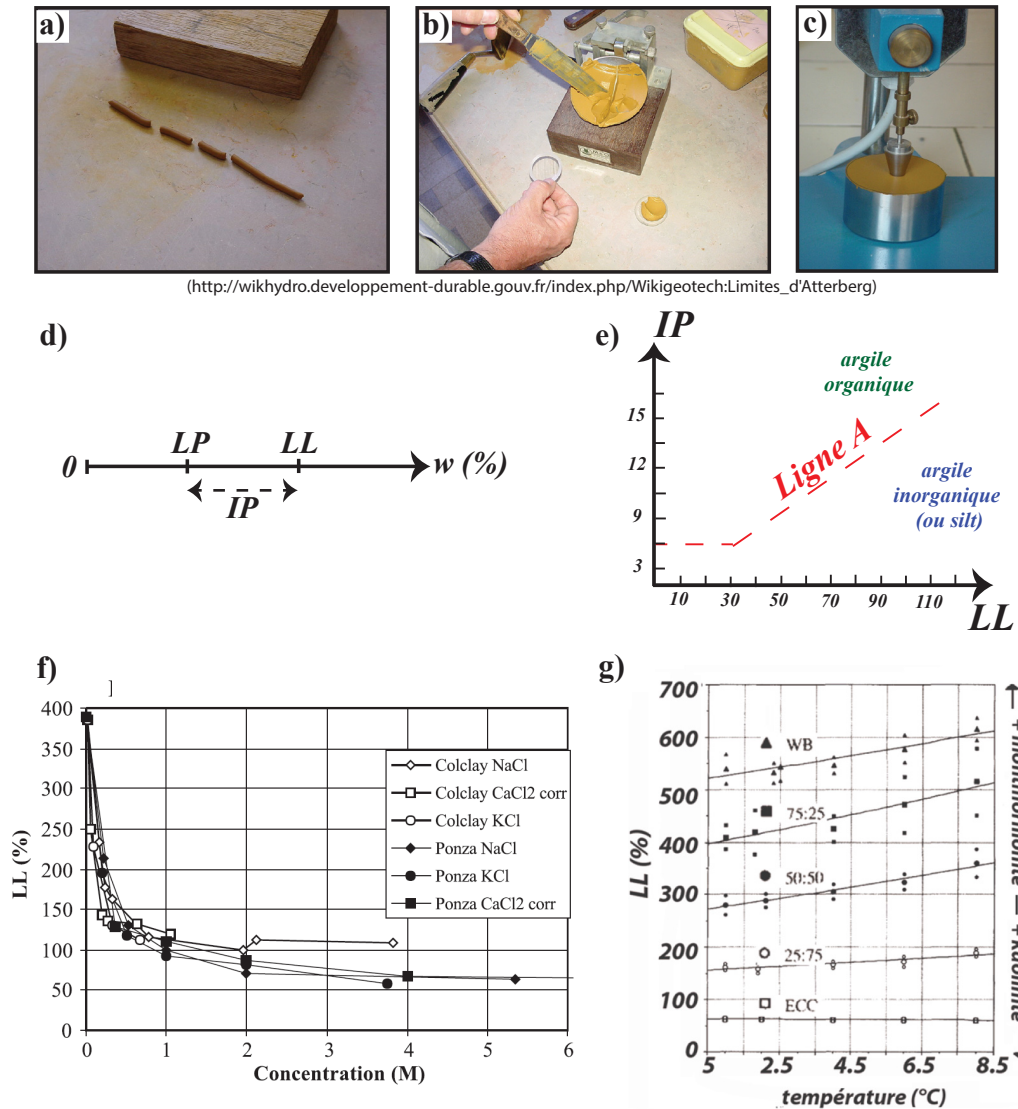 a)
b)
c)
(http://wikhydro.developpement-durable.gouv.fr/index.php/Wikigeotech:Limites_d'Atterberg)
d)
0
LP
LL
w (%)
IP
e)
IP
argile
organique
Ligne A
argile
inorganique
(ou silt)
15
12
9
3
10
30
50
70
90
110
LL
f)
]
LL (%)
400
350
300
250
200
150
100
50
0
Colclay NaCl
Colclay CaCl2 corr
Colclay KCl
Ponza NaCl
Ponza KCl
Ponza CaCl2 corr
0
1
2
3
4
5
6
Concentration (M)
g)
LL (%)
700
600
500
400
300
200
100
0
WB
75:25
50:50
25:75
ECC
5
2.5
4.5
6.5
8.5
température (°C)
+ montmorillonite
+ kaolinite